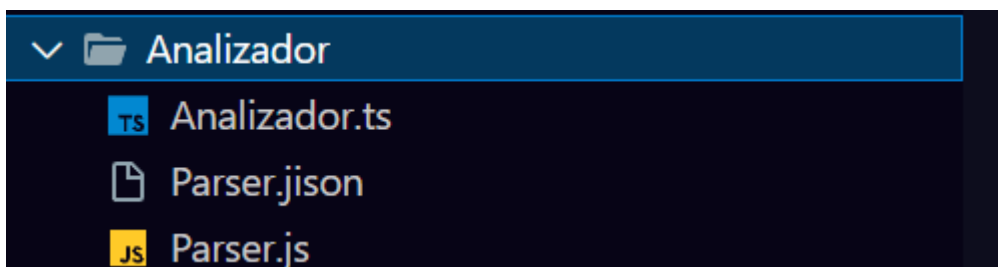 Analizador
TS Analizador.ts
Parser.jison
JS Parser.js